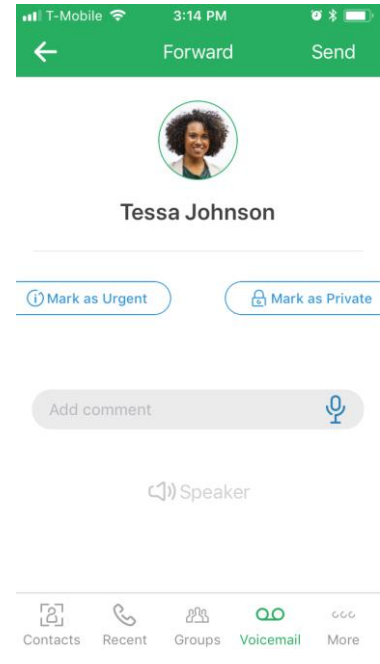 T-Mobile 3:14 PM
Forward Send
Tessa Johnson
Mark as Urgent Mark as Private
Add comment
Speaker
Contacts Recent Groups Voicemail More